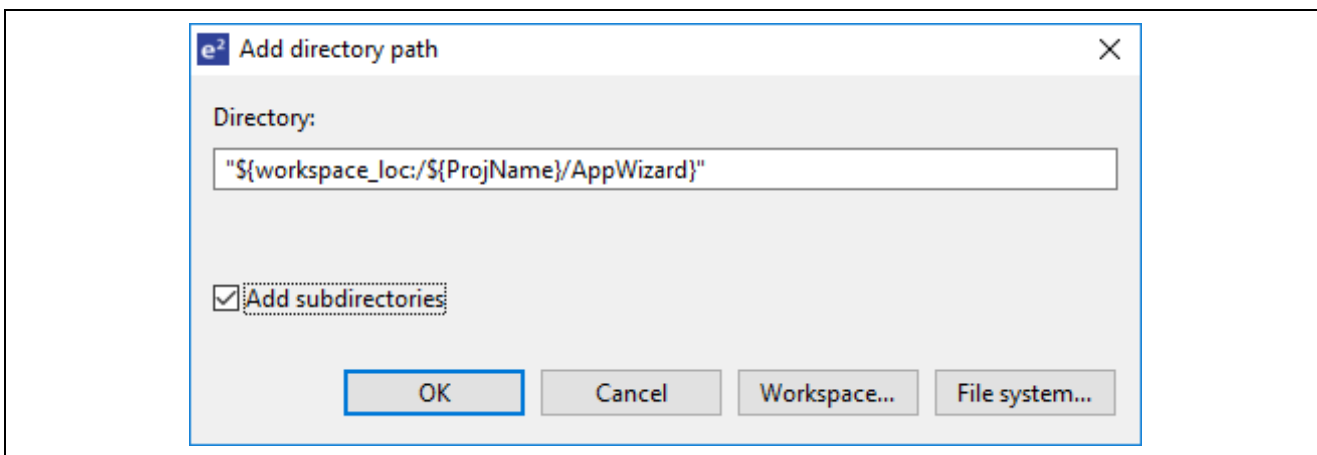 e² Add directory path
Directory:
"${workspace_loc:/${ProjName}/AppWizard}"
Add subdirectories
OK Cancel Workspace... File system...